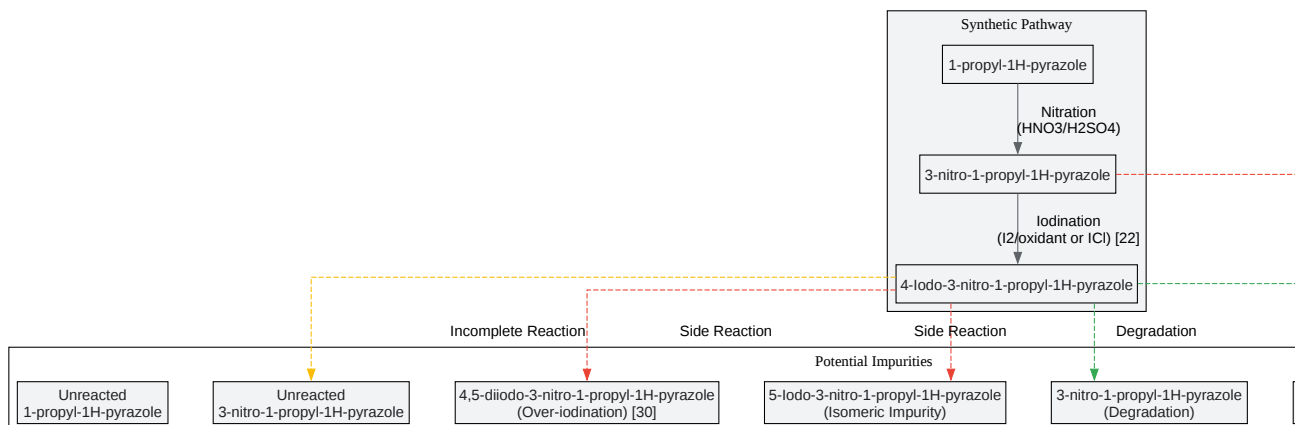 Synthetic Pathway
1-propyl-1H-pyrazole
Nitration
(HNO3/H2SO4)
3-nitro-1-propyl-1H-pyrazole
Iodination
(I2/oxidant or ICl) [22]
4-Iodo-3-nitro-1-propyl-1H-pyrazole
Incomplete Reaction
Side Reaction
Side Reaction
Degradation
Potential Impurities
Unreacted
1-propyl-1H-pyrazole
Unreacted
3-nitro-1-propyl-1H-pyrazole
4,5-diiodo-3-nitro-1-propyl-1H-pyrazole
(Over-iodination) [30]
5-Iodo-3-nitro-1-propyl-1H-pyrazole
(Isomeric Impurity)
3-nitro-1-propyl-1H-pyrazole
(Degradation)